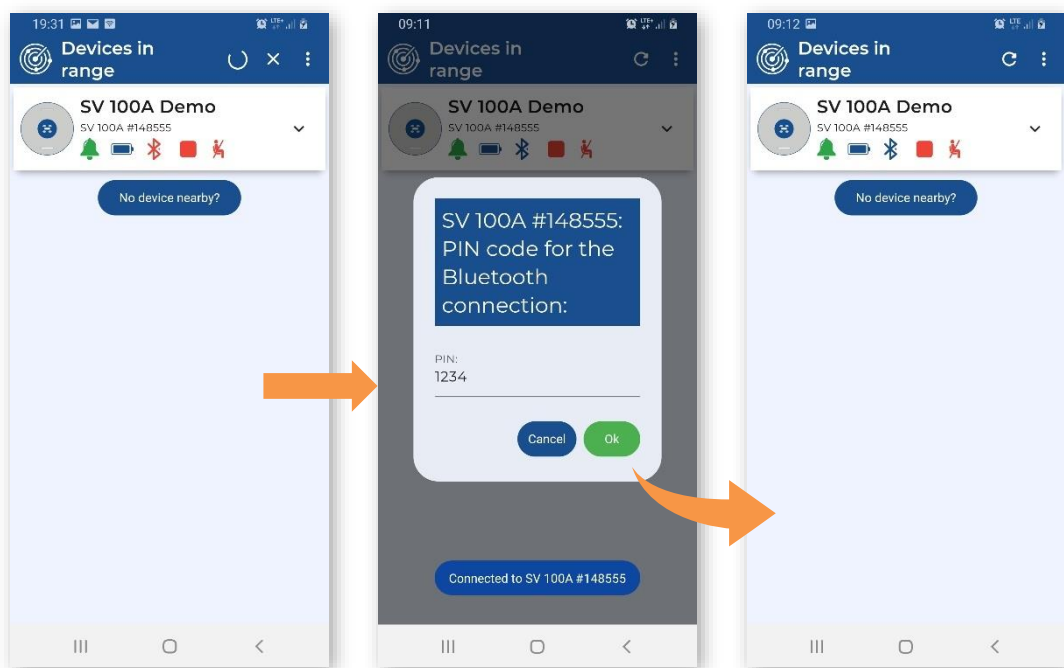 19:31
LTE+
Devices in
range
SV 100A Demo
SV 100A #148555
No device nearby?
09:11
LTE+
Devices in
range
SV 100A Demo
SV 100A #148555
SV 100A #148555:
PIN code for the
Bluetooth
connection:
PIN:
1234
Cancel
Ok
Connected to SV 100A #148555
09:12
LTE
Devices in
range
SV 100A Demo
SV 100A #148555
No device nearby?